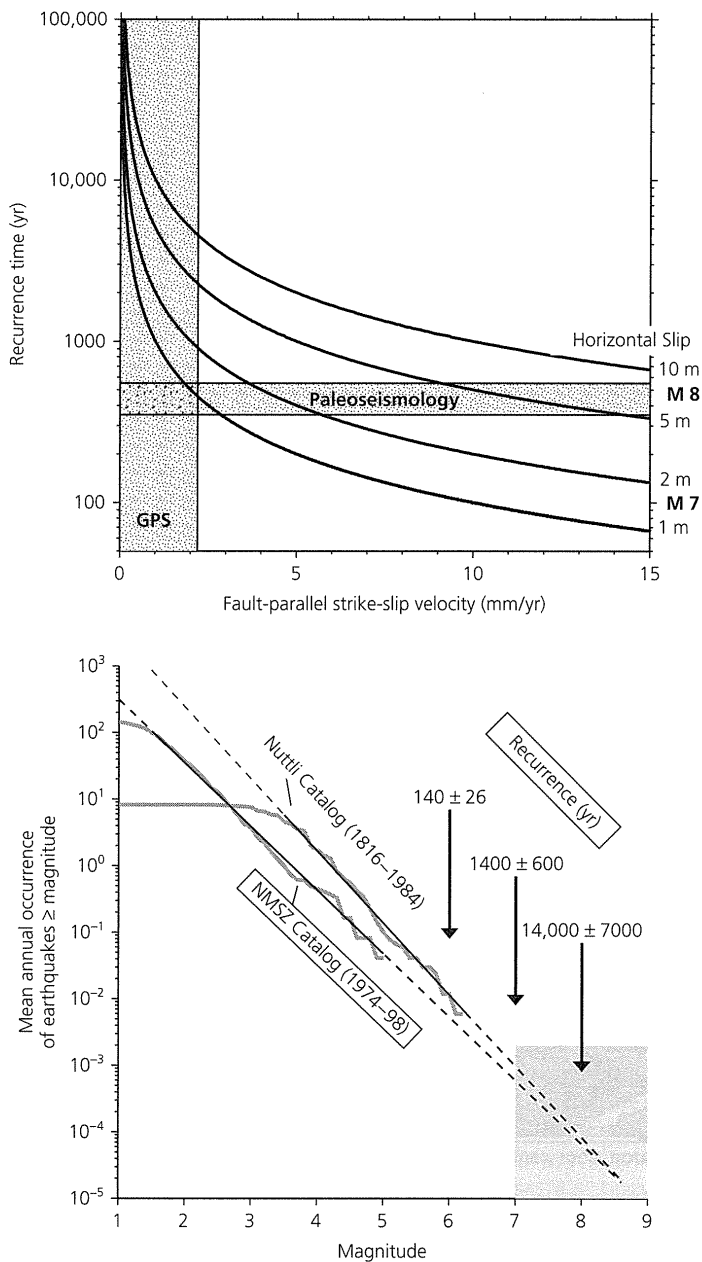 100,000
10,000
1000
100
Recurrence time (yr)
Horizontal Slip
10 m
M 8
5 m
2 m
M 7
1 m
Paleoseismology
GPS
0
5
10
15
Fault-parallel strike-slip velocity (mm/yr)
10³
10²
10¹
10⁰
10⁻¹
10⁻²
10⁻³
10⁻⁴
10⁻⁵
Mean annual occurrence
of earthquakes ≥ magnitude
Nuttli Catalog (1816–1984)
NMSZ Catalog (1974–98)
Recurrence (yr)
140 ± 26
1400 ± 600
14,000 ± 7000
1
2
3
4
5
6
7
8
9
Magnitude